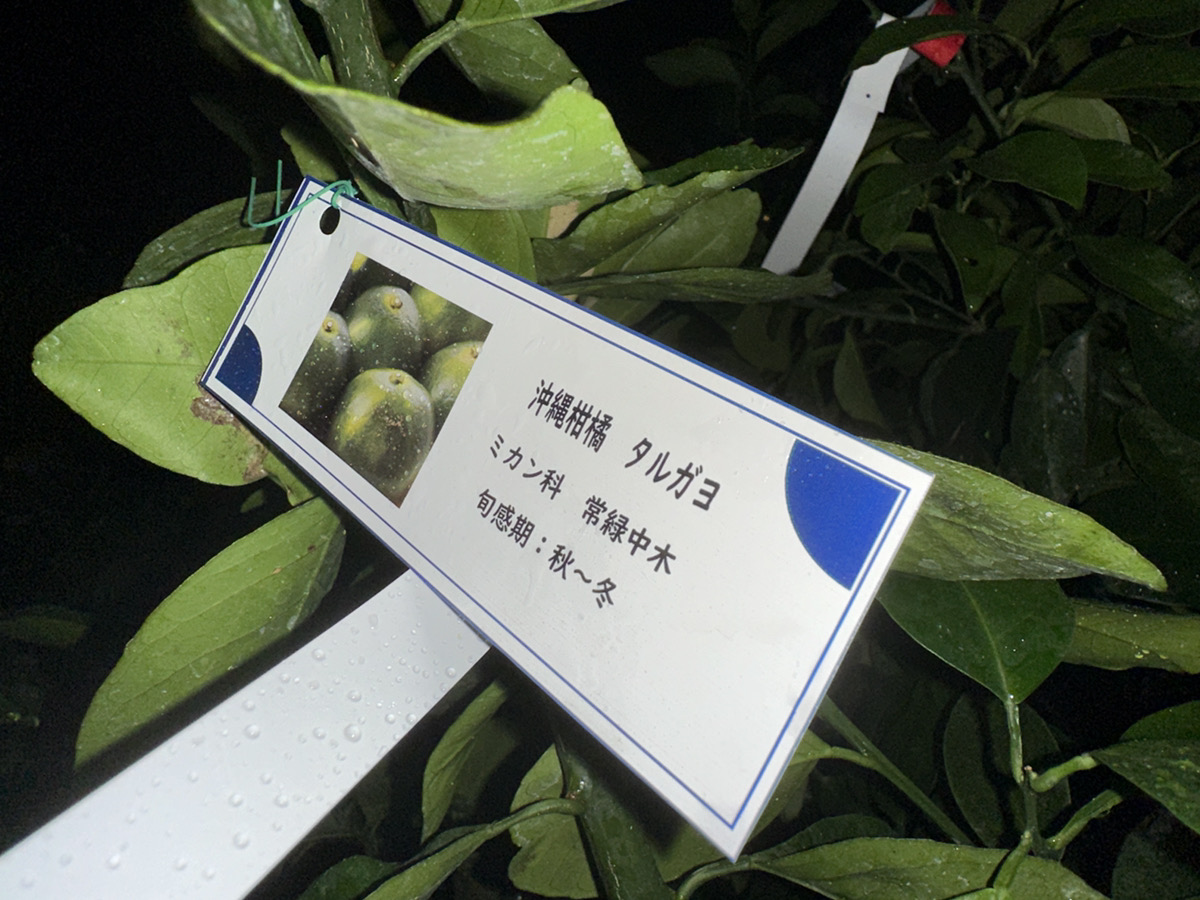 沖縄柑橘　タルガヨ
ミカン科　常緑中木
旬感期：秋〜冬